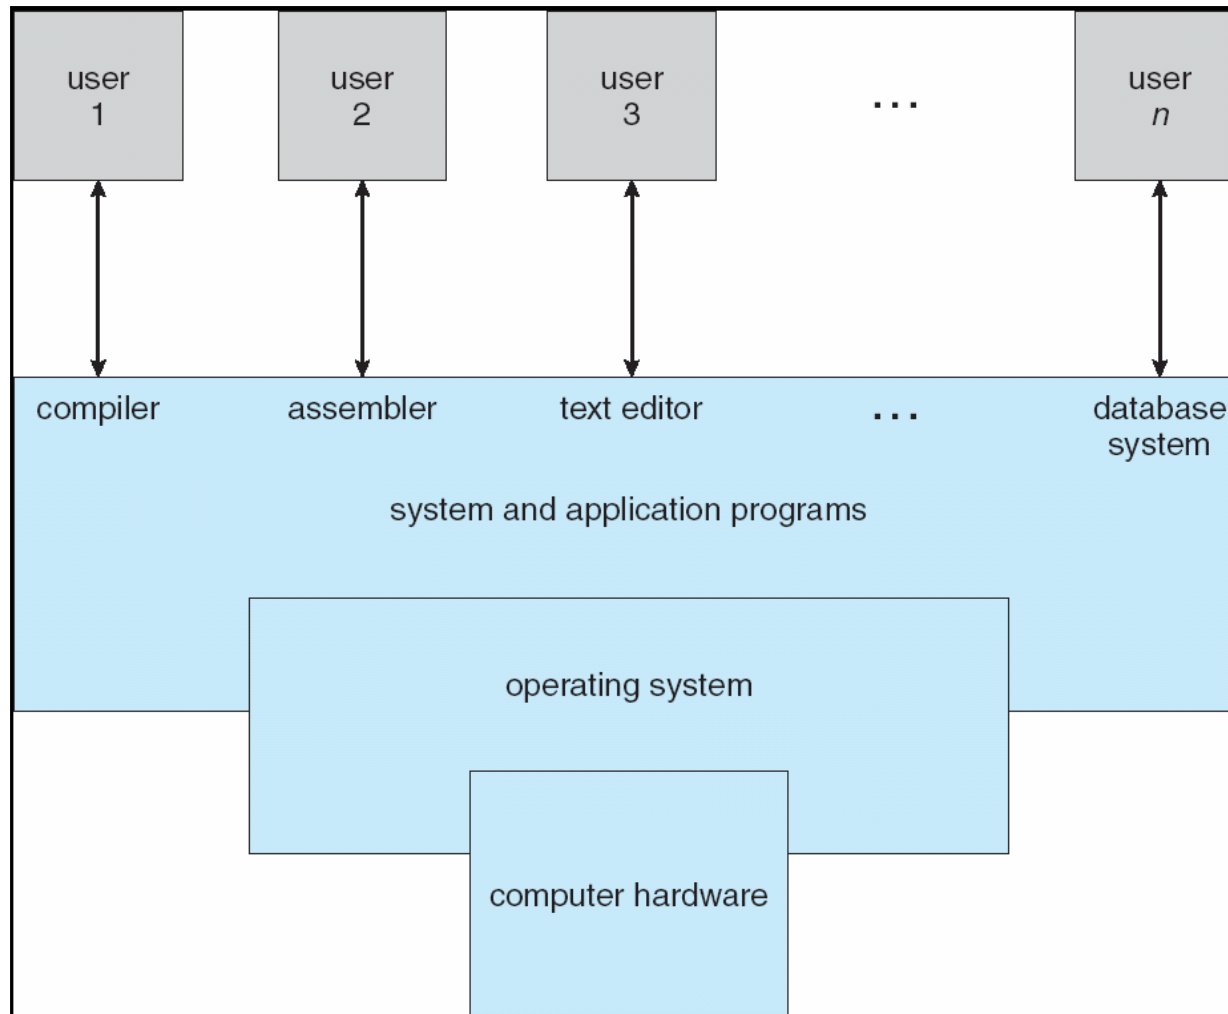 user
1
user
2
user
3
...
user
n
compiler
assembler
text editor
...
database
system
system and application programs
operating system
computer hardware